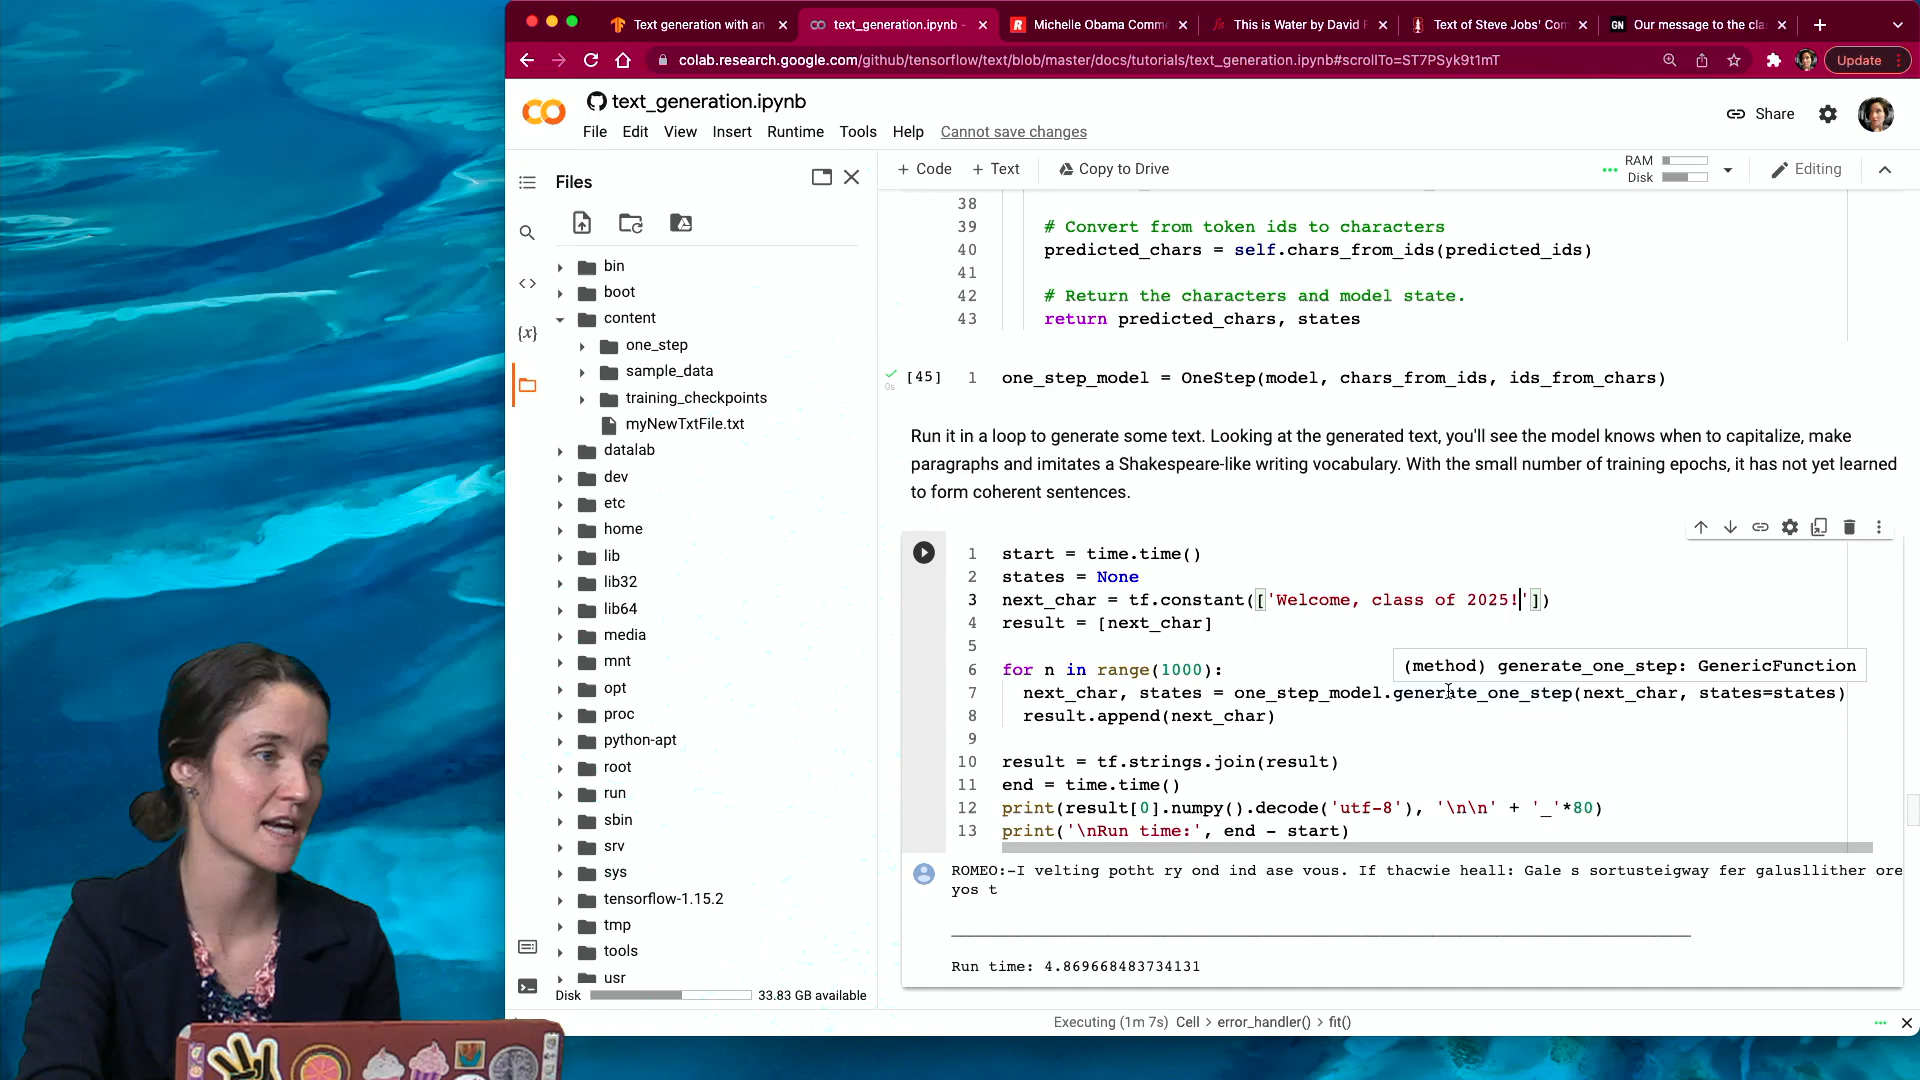 Text generation with an
text_generation.ipynb -
Michelle Obama Comm
This is Water by David F
Text of Steve Jobs' Com
GN
Our message to the cla
colab.research.google.com/github/tensorflow/text/blob/master/docs/tutorials/text_generation.ipynb#scrollTo=ST7PSyk9t1mT
Update
text_generation.ipynb
File Edit View Insert Runtime Tools Help Cannot save changes
Share
+ Code + Text Copy to Drive
RAM
Disk
Editing
Files
bin
boot
content
one_step
sample_data
training_checkpoints
myNewTxtFile.txt
datalab
dev
etc
home
lib
lib32
lib64
media
mnt
opt
proc
python-apt
root
run
sbin
srv
sys
tensorflow-1.15.2
tmp
tools
usr
Disk 33.83 GB available
{x}
38
39 # Convert from token ids to characters
40 predicted_chars = self.chars_from_ids(predicted_ids)
41
42 # Return the characters and model state.
43 return predicted_chars, states
0s
[45] 1 one_step_model = OneStep(model, chars_from_ids, ids_from_chars)
Run it in a loop to generate some text. Looking at the generated text, you'll see the model knows when to capitalize, make
paragraphs and imitates a Shakespeare-like writing vocabulary. With the small number of training epochs, it has not yet learned
to form coherent sentences.
1 start = time.time()
2 states = None
3 next_char = tf.constant(['Welcome, class of 2025!'])
4 result = [next_char]
5
6 for n in range(1000):
(method) generate_one_step: GenericFunction
7 next_char, states = one_step_model.generate_one_step(next_char, states=states)
8 result.append(next_char)
9
10 result = tf.strings.join(result)
11 end = time.time()
12 print(result[0].numpy().decode('utf-8'), '\n\n' + '_'*80)
13 print('\nRun time:', end - start)
ROMEO:-I velting potht ry ond ind ase vous. If thacwie heall: Gale s sortusteigway fer galusllither ore
yos t
________________________________________________________________________________
Run time: 4.869668483734131
Executing (1m 7s) Cell > error_handler() > fit()